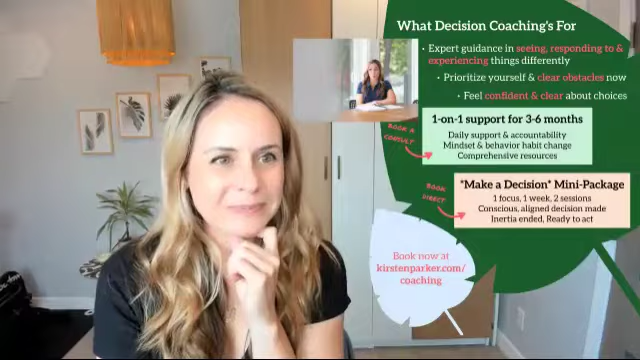 What Decision Coaching's For
• Expert guidance in seeing, responding to &
experiencing things differently
• Prioritize yourself & clear obstacles now
• Feel confident & clear about choices
1-on-1 support for 3-6 months
Daily support & accountability
Mindset & behavior habit change
Comprehensive resources
BOOK A
CONSULT
*Make a Decision* Mini-Package
1 focus, 1 week, 2 sessions
Conscious, aligned decision made
Inertia ended, Ready to act
BOOK
DIRECT
Book now at
kirstenparker.com/
coaching